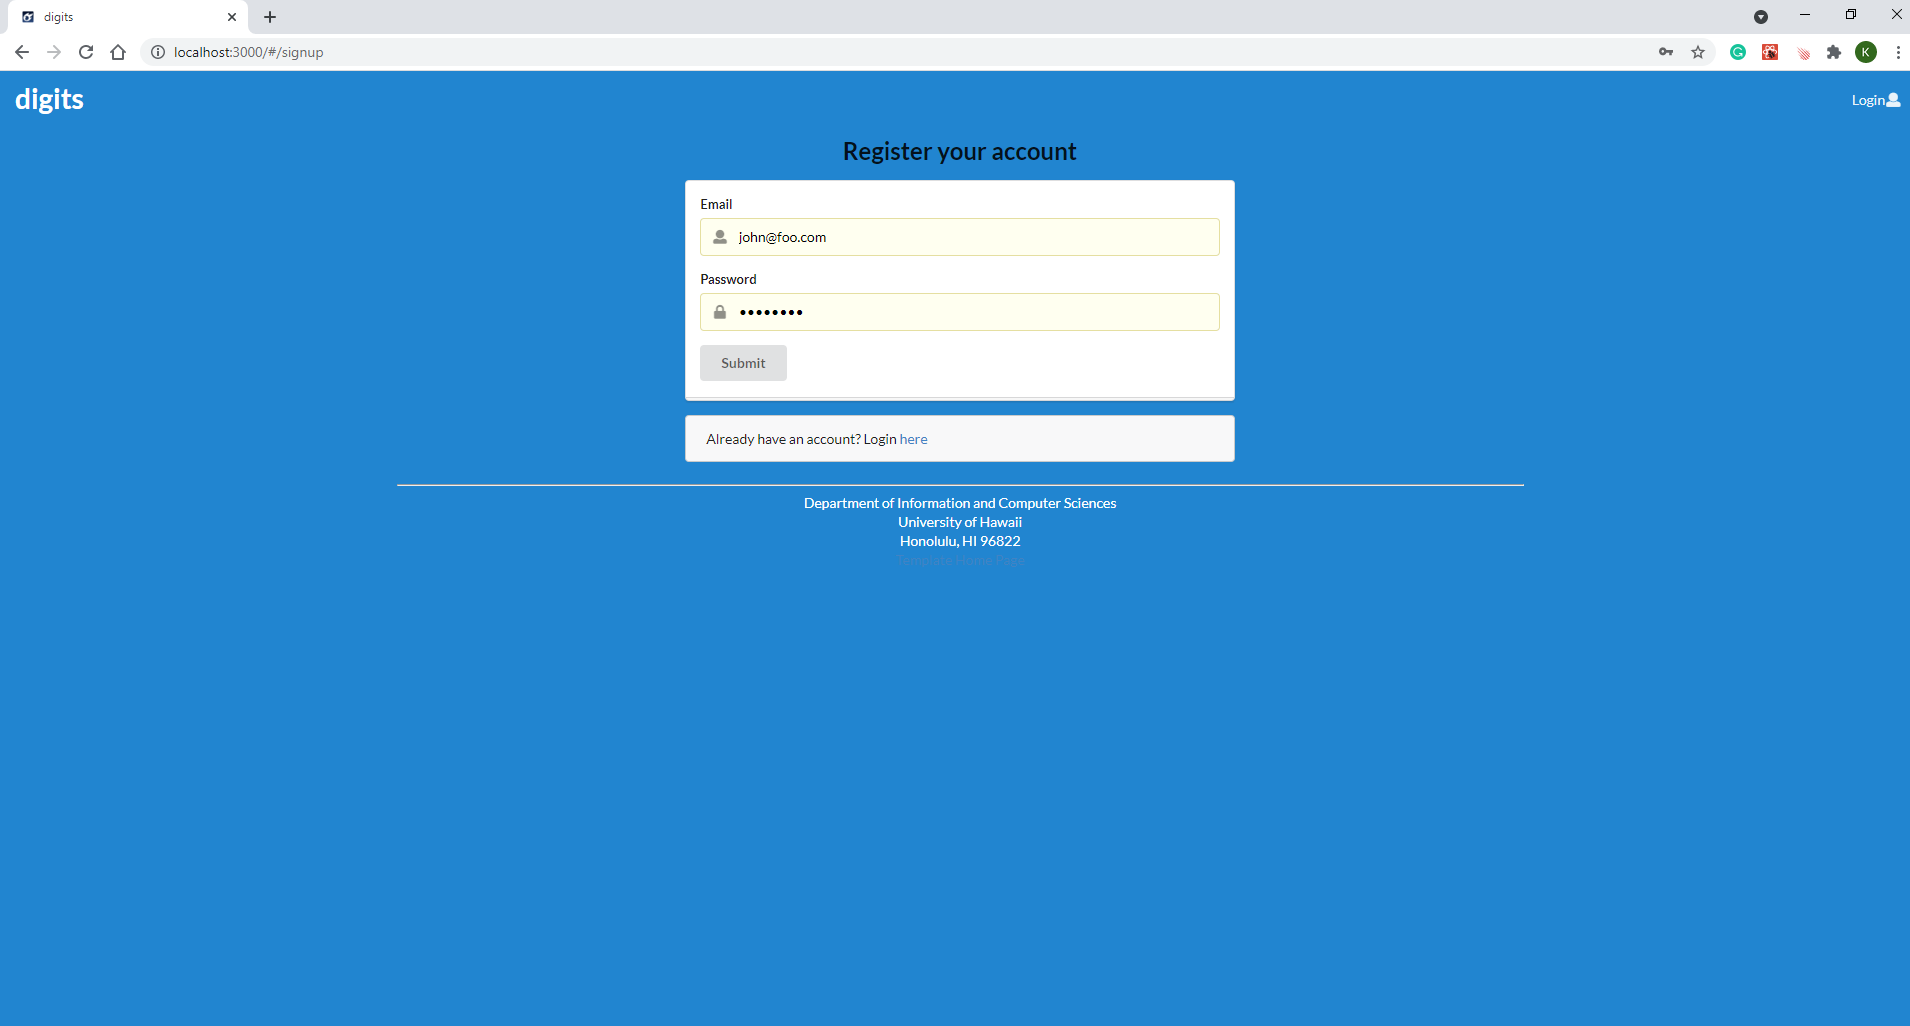 digits
localhost:3000/#/signup
K
digits
Login
Register your account
Email
john@foo.com
Password
••••••••
Submit
Already have an account? Login here
Department of Information and Computer Sciences
University of Hawaii
Honolulu, HI 96822
Template Home Page